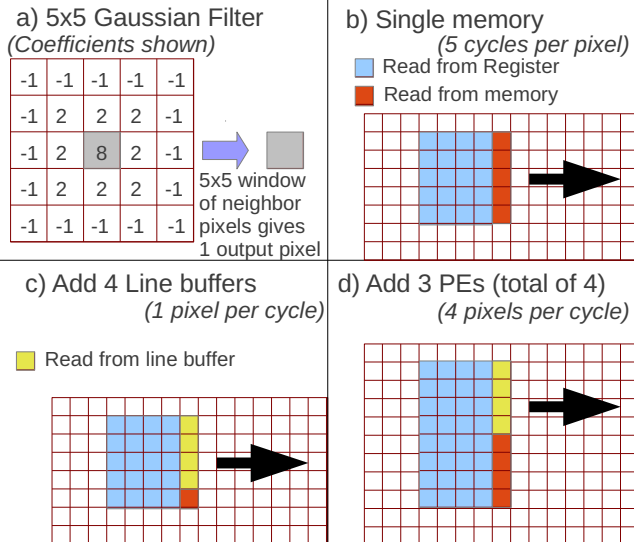 a) 5x5 Gaussian Filter
(Coefficients shown)
-1 -1 -1 -1 -1
-1 2 2 2 -1
-1 2 8 2 -1
-1 2 2 2 -1
-1 -1 -1 -1 -1
5x5 window
of neighbor
pixels gives
1 output pixel
b) Single memory
(5 cycles per pixel)
Read from Register
Read from memory
c) Add 4 Line buffers
(1 pixel per cycle)
Read from line buffer
d) Add 3 PEs (total of 4)
(4 pixels per cycle)